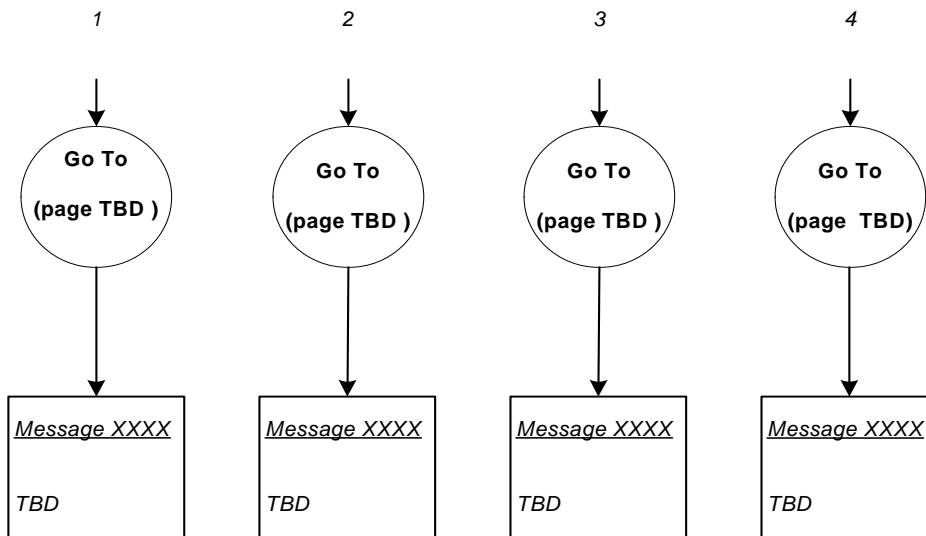 1 2 3 4
Go To
(page TBD )
Go To
(page TBD )
Go To
(page TBD )
Go To
(page TBD)
Message XXXX
TBD
Message XXXX
TBD
Message XXXX
TBD
Message XXXX
TBD